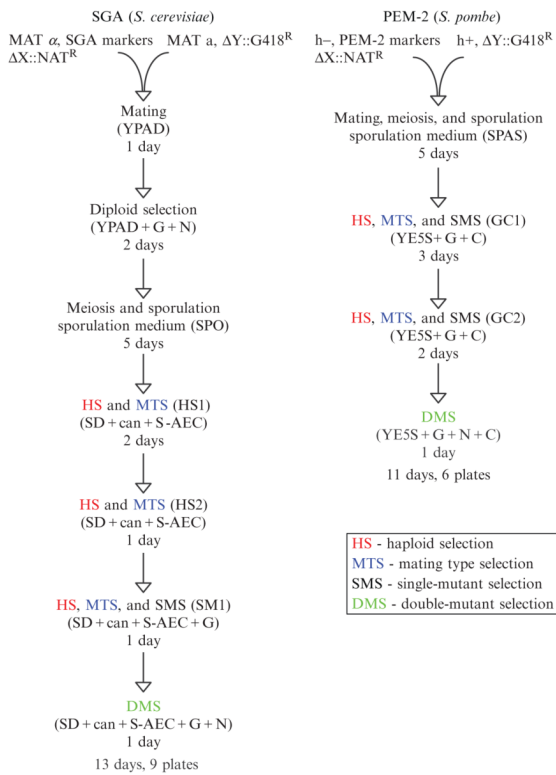 SGA (S. cerevisiae)
MAT α, SGA markers
ΔX::NATᴿ
MAT a, ΔY::G418ᴿ
Mating
(YPAD)
1 day
Diploid selection
(YPAD + G + N)
2 days
Meiosis and sporulation
sporulation medium (SPO)
5 days
HS and MTS (HS1)
(SD + can + S-AEC)
2 days
HS and MTS (HS2)
(SD + can + S-AEC)
1 day
HS, MTS, and SMS (SM1)
(SD + can + S-AEC + G)
1 day
DMS
(SD + can + S-AEC + G + N)
1 day
13 days, 9 plates
PEM-2 (S. pombe)
h−, PEM-2 markers
ΔX::NATᴿ
h+, ΔY::G418ᴿ
Mating, meiosis, and sporulation
sporulation medium (SPAS)
5 days
HS, MTS, and SMS (GC1)
(YE5S+ G + C)
3 days
HS, MTS, and SMS (GC2)
(YE5S+ G + C)
2 days
DMS
(YE5S + G + N + C)
1 day
11 days, 6 plates
HS - haploid selection
MTS - mating type selection
SMS - single-mutant selection
DMS - double-mutant selection